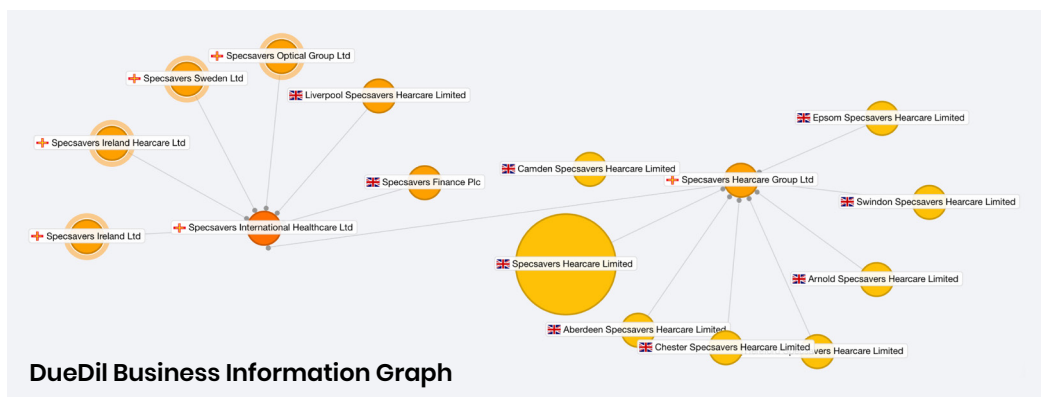 Specsavers Optical Group Ltd
Specsavers Sweden Ltd
Liverpool Specsavers Hearcare Limited
Epsom Specsavers Hearcare Limited
Specsavers Ireland Hearcare Ltd
Camden Specsavers Hearcare Limited
Specsavers Finance Plc
Specsavers Hearcare Group Ltd
Swindon Specsavers Hearcare Limited
Specsavers International Healthcare Ltd
Specsavers Ireland Ltd
Specsavers Hearcare Limited
Arnold Specsavers Hearcare Limited
Aberdeen Specsavers Hearcare Limited
Chester Specsavers Hearcare Limited
Hearcare Limited
DueDil Business Information Graph